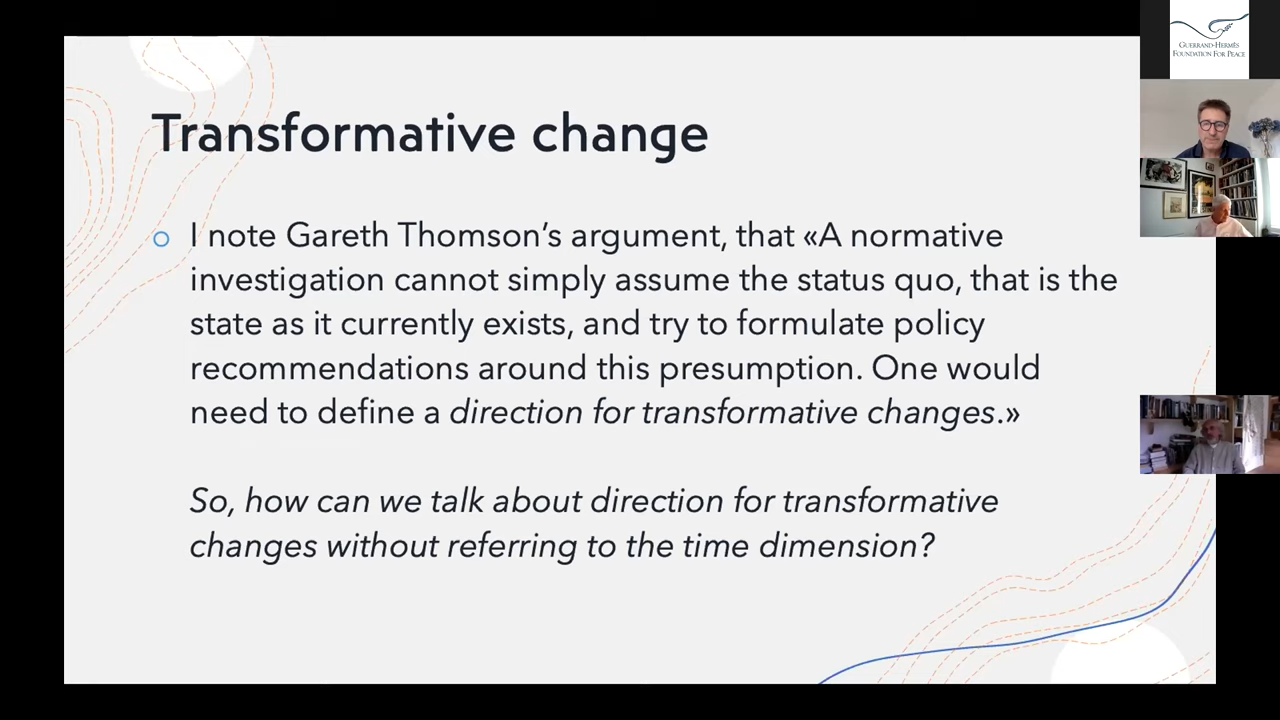 Transformative change
I note Gareth Thomson’s argument, that «A normative
investigation cannot simply assume the status quo, that is the
state as it currently exists, and try to formulate policy
recommendations around this presumption. One would
need to define a direction for transformative changes.»
So, how can we talk about direction for transformative
changes without referring to the time dimension?
Guerrand-Hermès
Foundation For Peace